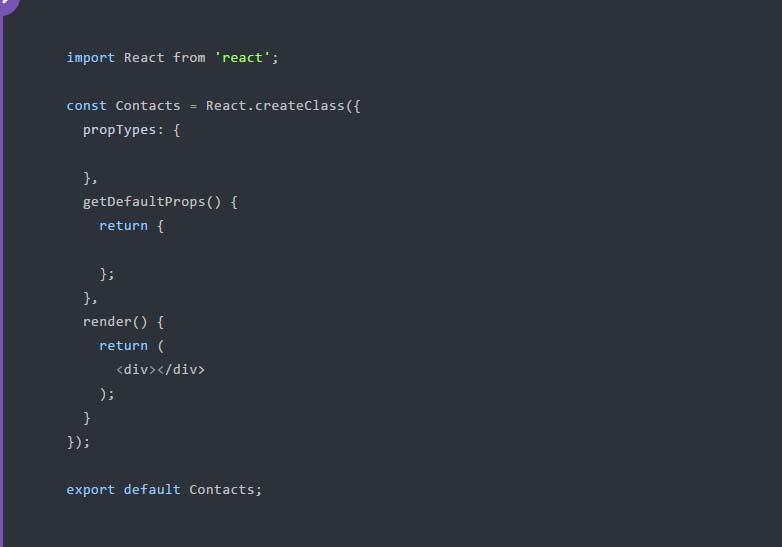 import React from 'react';
const Contacts = React.createClass({
propTypes: {
},
getDefaultProps() {
return {
};
},
render() {
return (
<div></div>
);
}
});
export default Contacts;